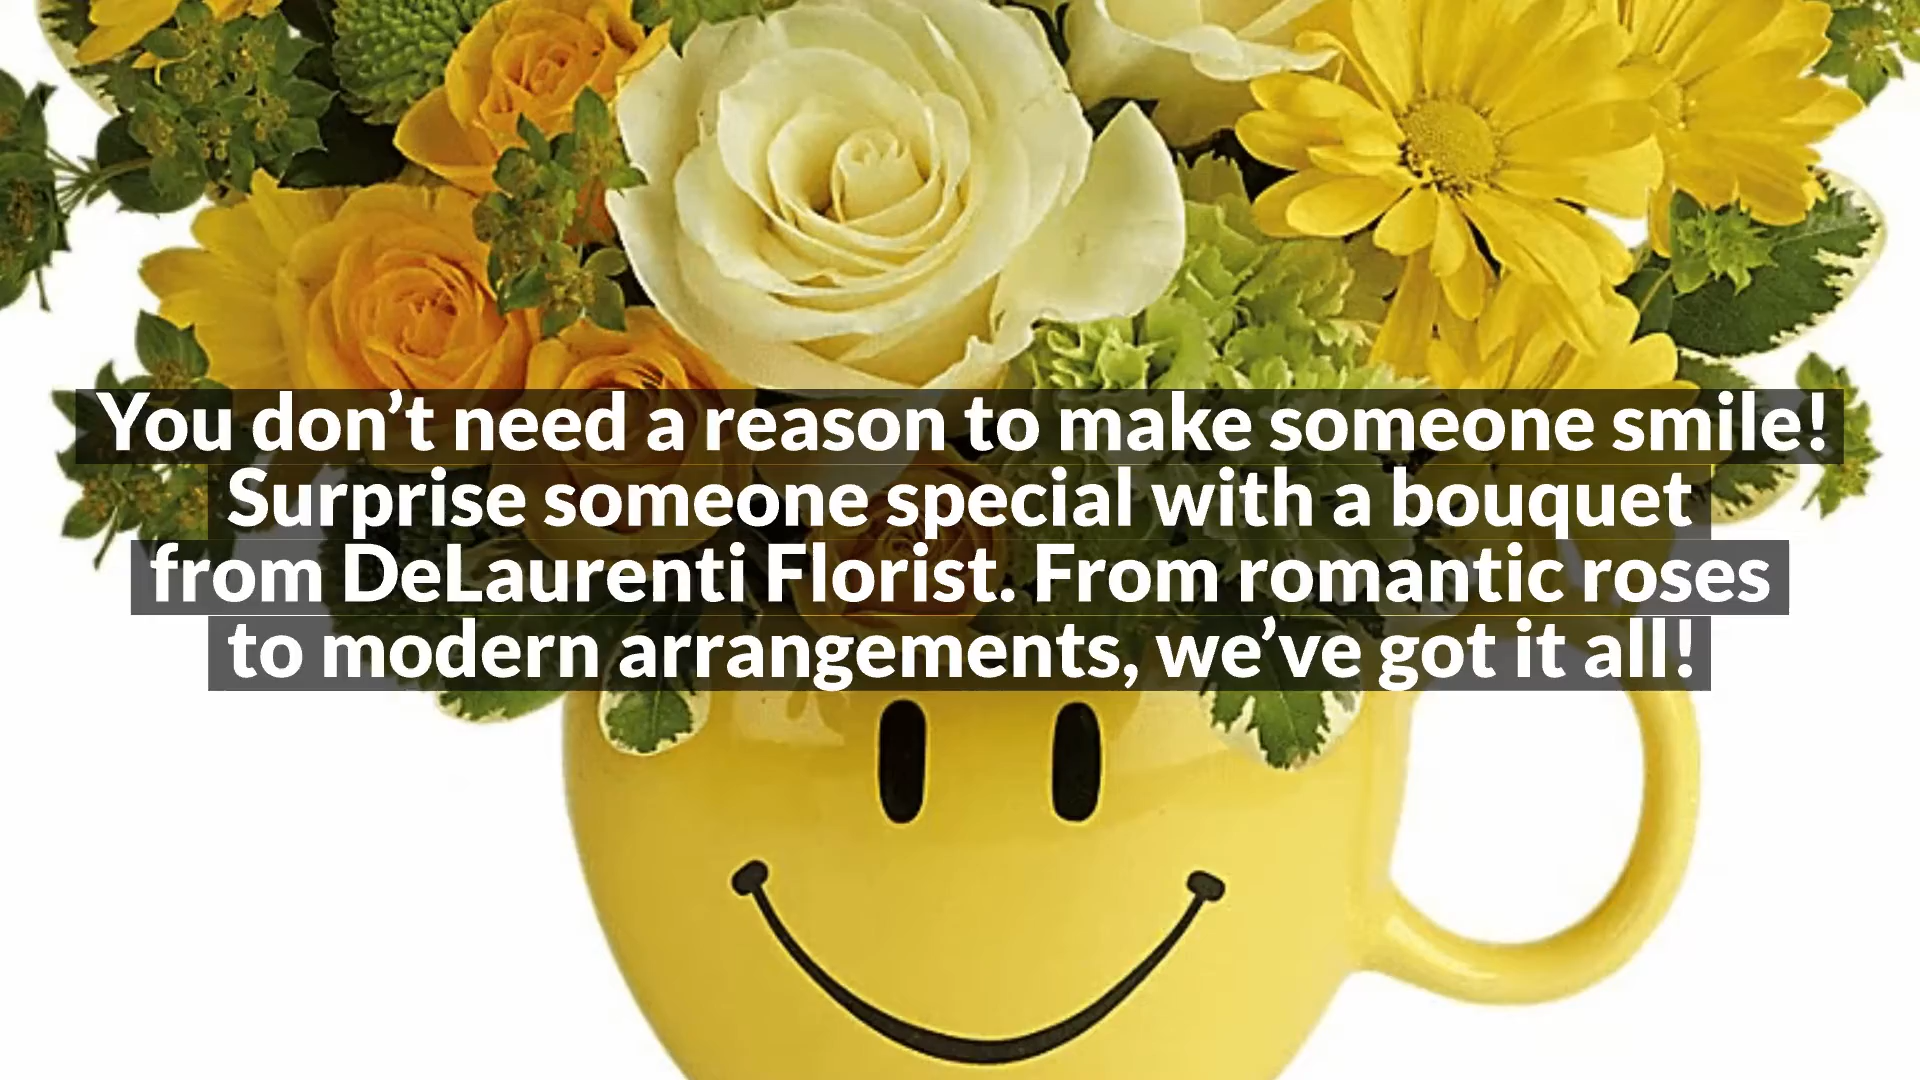 You don’t need a reason to make someone smile!
Surprise someone special with a bouquet
from DeLaurenti Florist. From romantic roses
to modern arrangements, we’ve got it all!